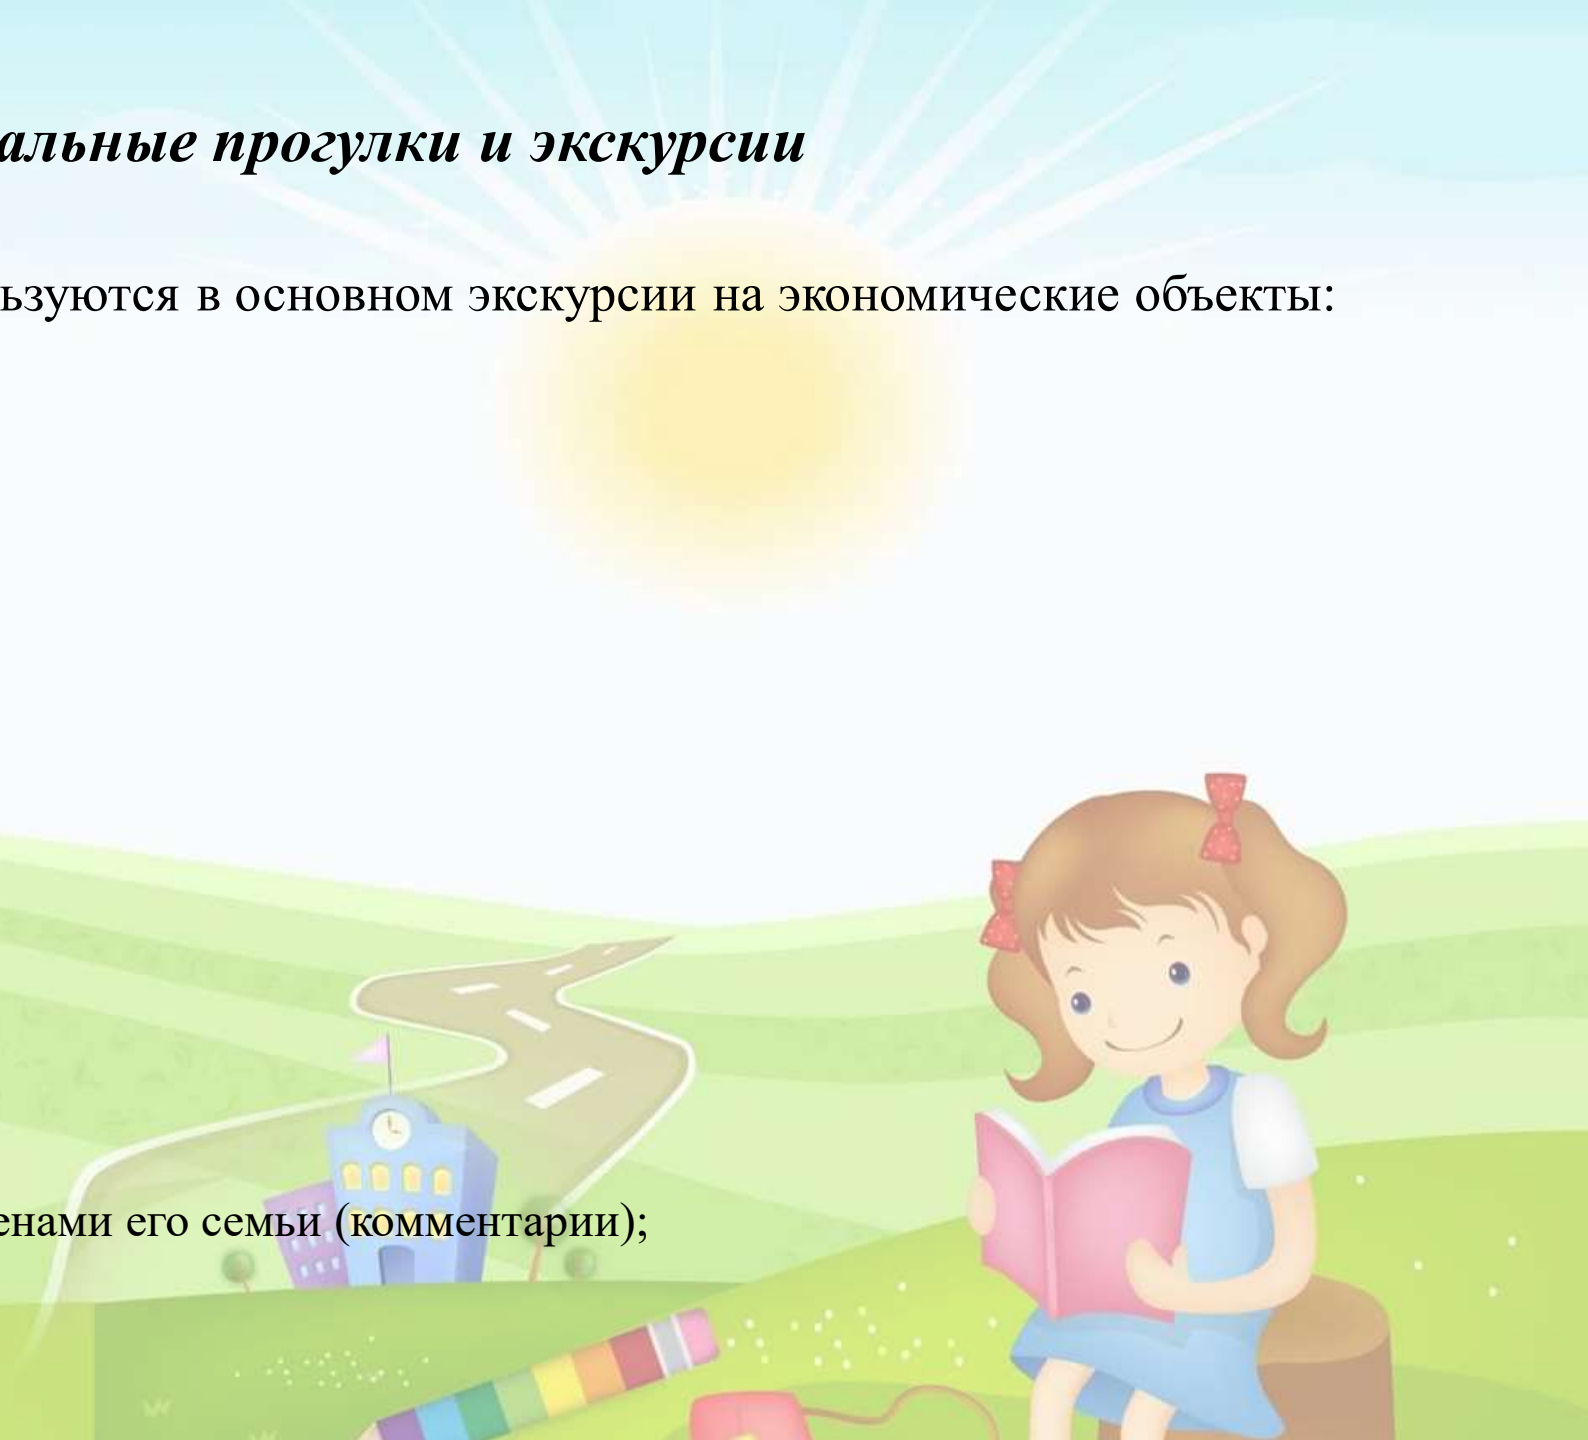 альные прогулки и экскурсии
ьзуются в основном экскурсии на экономические объекты:
енами его семьи (комментарии);